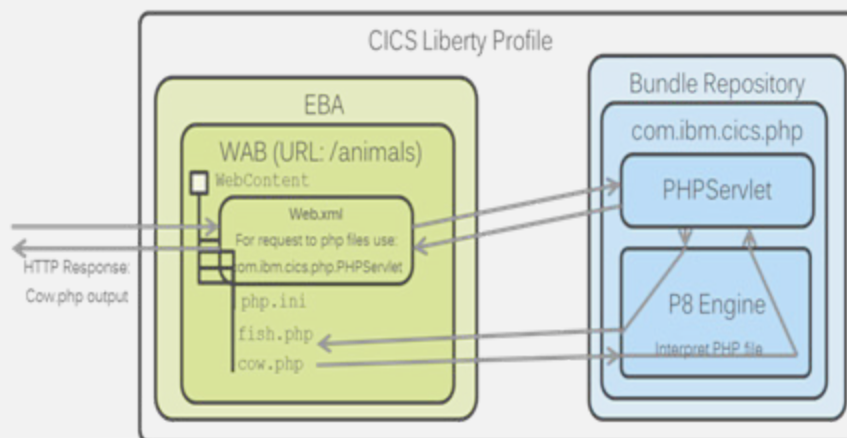 CICS Liberty Profile
EBA
WAB (URL: /animals)
WebContent
Web.xml
For request to php files use:
com.ibm.cics.php.PHPServlet
php.ini
fish.php
cow.php
HTTP Response:
Cow.php output
Bundle Repository
com.ibm.cics.php
PHPServlet
P8 Engine
Interpret PHP file